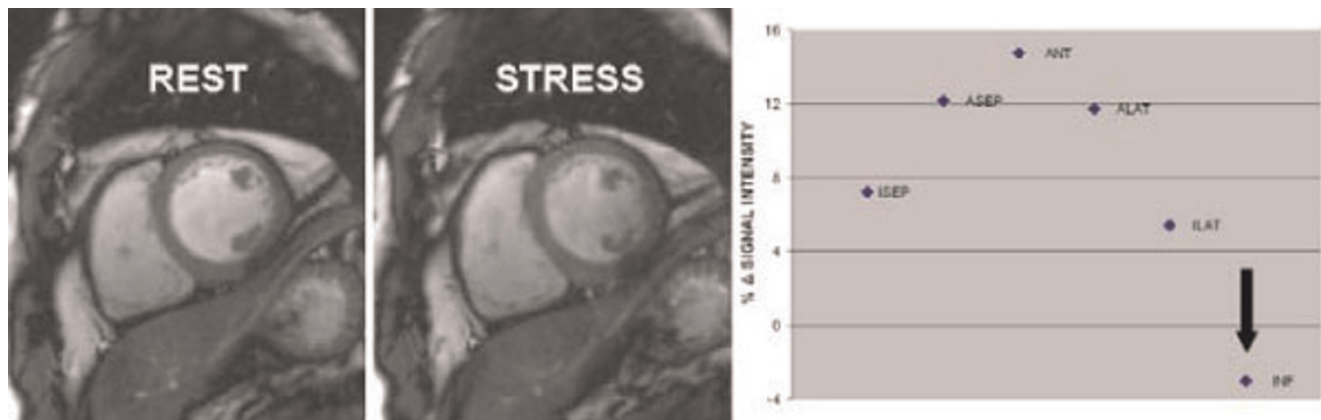 REST
STRESS
% Δ SIGNAL INTENSITY
16
12
8
4
0
-4
ANT
ASEP
ALAT
ISEP
ILAT
INF